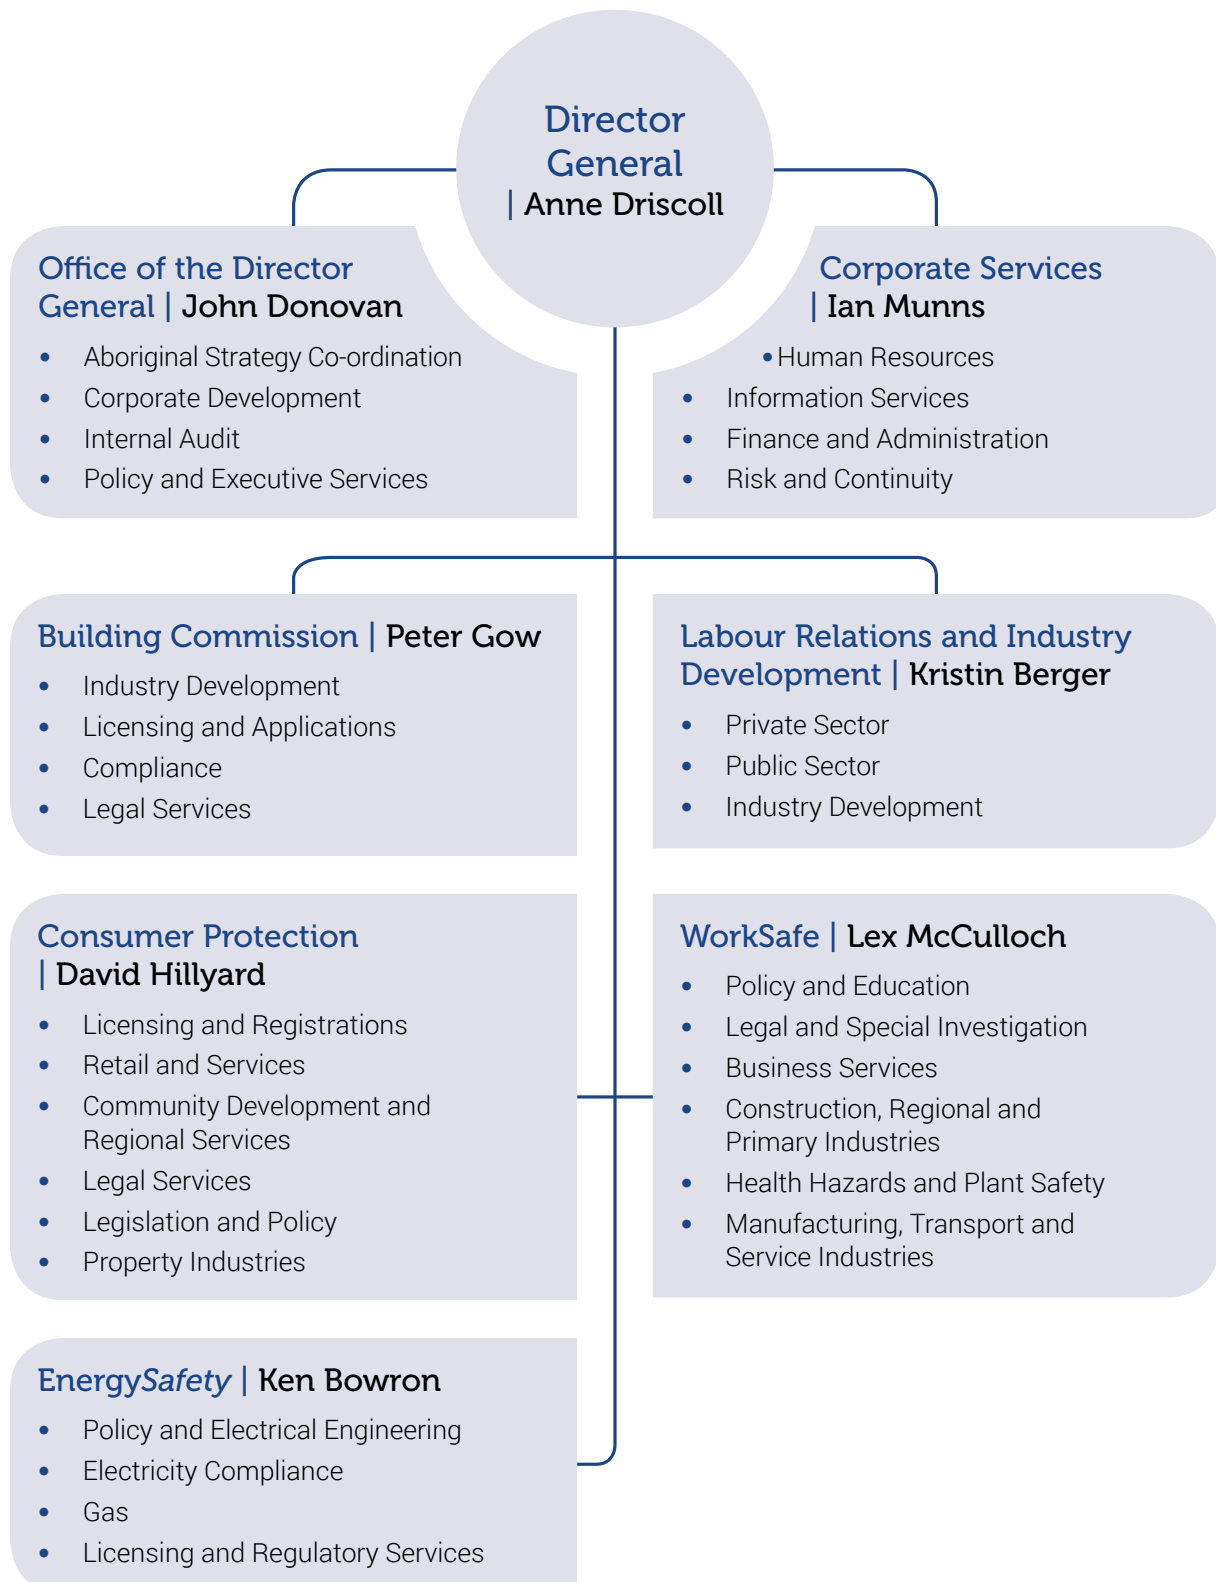 Director
General
| Anne Driscoll
Office of the Director
General | John Donovan
• Aboriginal Strategy Co-ordination
• Corporate Development
• Internal Audit
• Policy and Executive Services
Corporate Services
| Ian Munns
• Human Resources
• Information Services
• Finance and Administration
• Risk and Continuity
Building Commission | Peter Gow
• Industry Development
• Licensing and Applications
• Compliance
• Legal Services
Labour Relations and Industry
Development | Kristin Berger
• Private Sector
• Public Sector
• Industry Development
Consumer Protection
| David Hillyard
• Licensing and Registrations
• Retail and Services
• Community Development and
Regional Services
• Legal Services
• Legislation and Policy
• Property Industries
WorkSafe | Lex McCulloch
• Policy and Education
• Legal and Special Investigation
• Business Services
• Construction, Regional and
Primary Industries
• Health Hazards and Plant Safety
• Manufacturing, Transport and
Service Industries
EnergySafety | Ken Bowron
• Policy and Electrical Engineering
• Electricity Compliance
• Gas
• Licensing and Regulatory Services